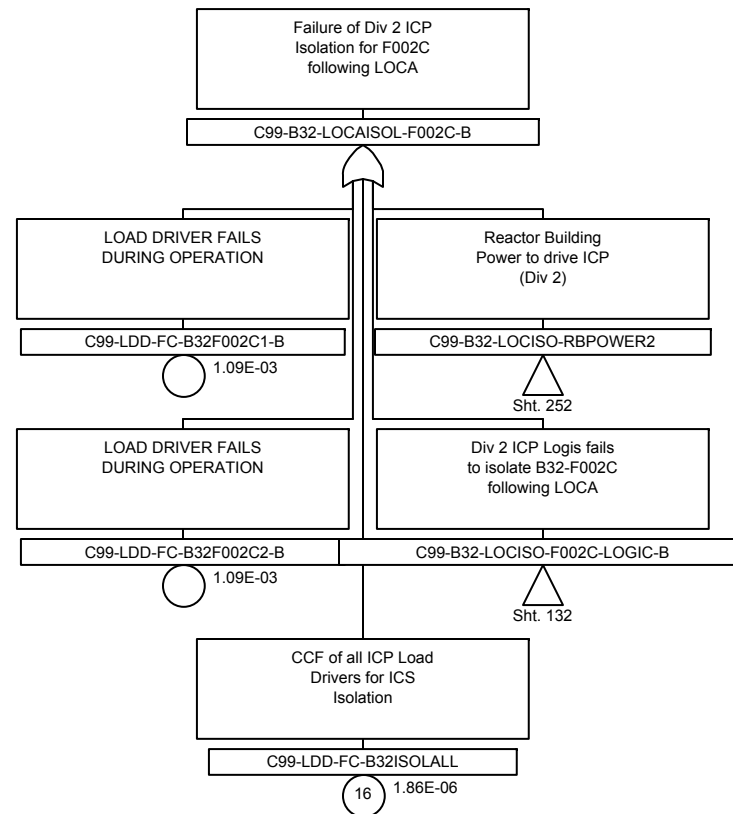 Failure of Div 2 ICP
Isolation for F002C
following LOCA
C99-B32-LOCAISOL-F002C-B
LOAD DRIVER FAILS
DURING OPERATION
C99-LDD-FC-B32F002C1-B
1.09E-03
Reactor Building
Power to drive ICP
(Div 2)
C99-B32-LOCISO-RBPOWER2
Sht. 252
LOAD DRIVER FAILS
DURING OPERATION
C99-LDD-FC-B32F002C2-B
1.09E-03
Div 2 ICP Logis fails
to isolate B32-F002C
following LOCA
C99-B32-LOCISO-F002C-LOGIC-B
Sht. 132
CCF of all ICP Load
Drivers for ICS
Isolation
C99-LDD-FC-B32ISOLALL
16
1.86E-06